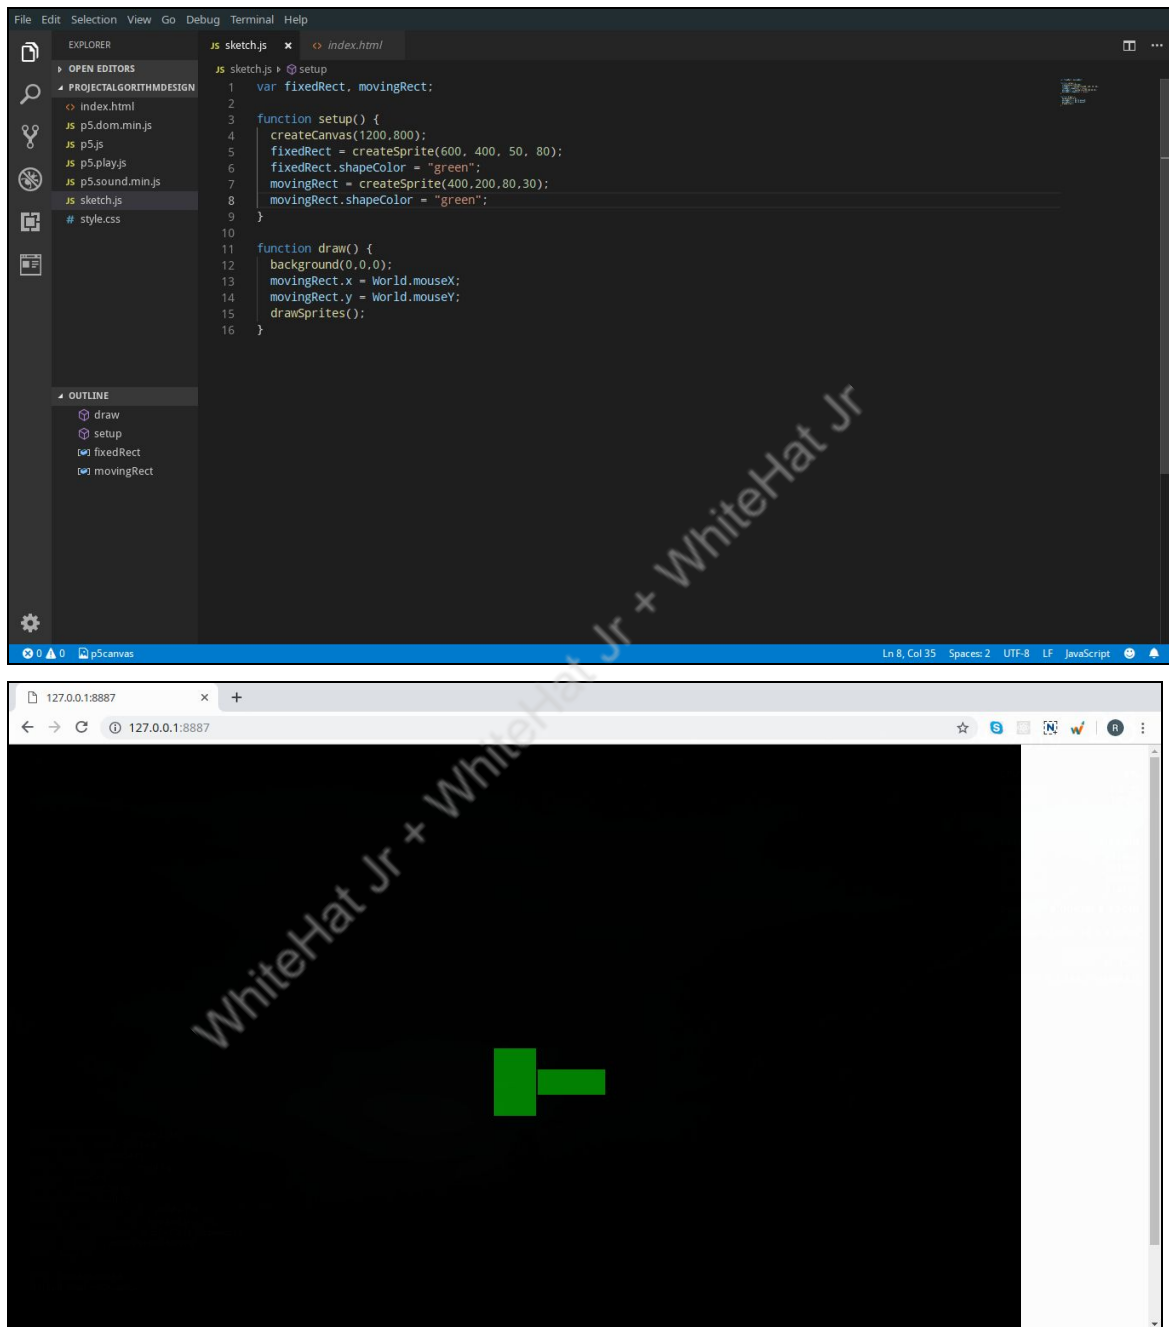 File Edit Selection View Go Debug Terminal Help
EXPLORER
JS sketch.js × <> index.html
OPEN EDITORS
JS sketch.js setup
PROJECTALGORITHMDESIGN
<> index.html
JS p5.dom.min.js
JS p5.js
JS p5.play.js
JS p5.sound.min.js
JS sketch.js
# style.css
1 var fixedRect, movingRect;
2
3 function setup() {
4 createCanvas(1200,800);
5 fixedRect = createSprite(600, 400, 50, 80);
6 fixedRect.shapeColor = "green";
7 movingRect = createSprite(400,200,80,30);
8 movingRect.shapeColor = "green";
9 }
10
11 function draw() {
12 background(0,0,0);
13 movingRect.x = World.mouseX;
14 movingRect.y = World.mouseY;
15 drawSprites();
16 }
OUTLINE
draw
setup
fixedRect
movingRect
0 0 p5canvas Ln 8, Col 35 Spaces: 2 UTF-8 LF JavaScript
127.0.0.1:8887 × +
127.0.0.1:8887 S N R
WhiteHat Jr + WhiteHat Jr + WhiteHat Jr